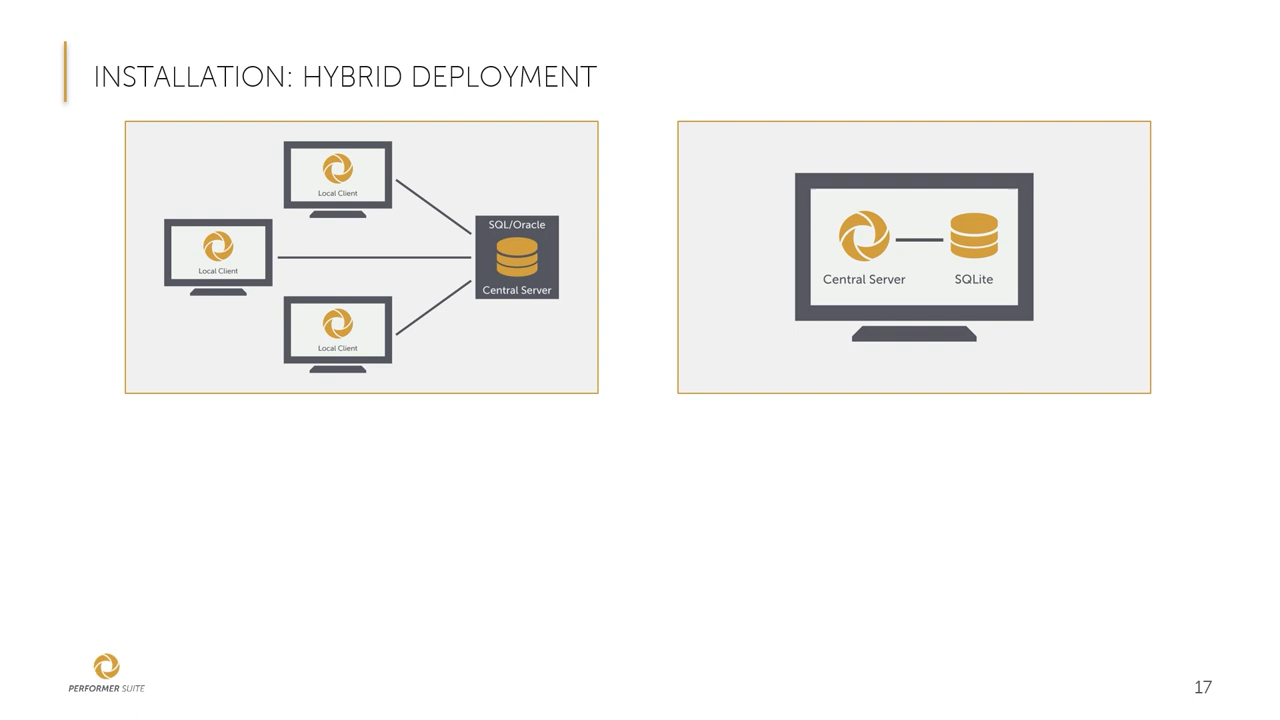 INSTALLATION: HYBRID DEPLOYMENT
Local Client
SQL/Oracle
Local Client
Central Server
Local Client
Central Server
SQLite
PERFORMER SUITE
17